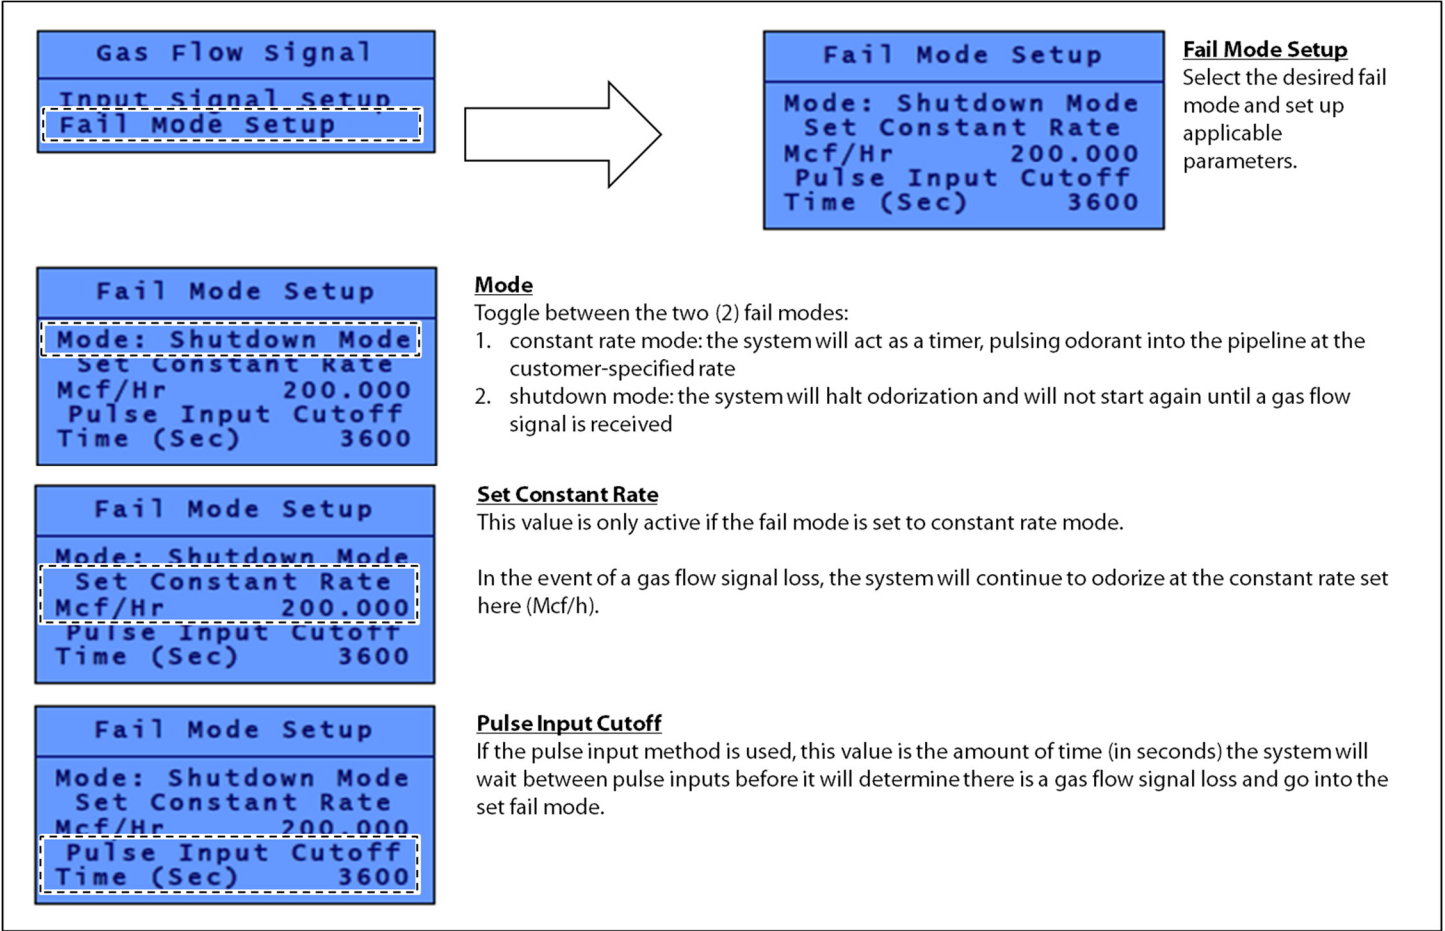 Gas Flow Signal
Input Signal Setup
Fail Mode Setup
Fail Mode Setup
Mode: Shutdown Mode
Set Constant Rate
Mcf/Hr 200.000
Pulse Input Cutoff
Time (Sec) 3600
Fail Mode Setup
Select the desired fail
mode and set up
applicable
parameters.
Fail Mode Setup
Mode: Shutdown Mode
Set Constant Rate
Mcf/Hr 200.000
Pulse Input Cutoff
Time (Sec) 3600
Mode
Toggle between the two (2) fail modes:
1. constant rate mode: the system will act as a timer, pulsing odorant into the pipeline at the
customer-specified rate
2. shutdown mode: the system will halt odorization and will not start again until a gas flow
signal is received
Fail Mode Setup
Mode: Shutdown Mode
Set Constant Rate
Mcf/Hr 200.000
Pulse Input Cutoff
Time (Sec) 3600
Set Constant Rate
This value is only active if the fail mode is set to constant rate mode.
In the event of a gas flow signal loss, the system will continue to odorize at the constant rate set
here (Mcf/h).
Fail Mode Setup
Mode: Shutdown Mode
Set Constant Rate
Mcf/Hr 200.000
Pulse Input Cutoff
Time (Sec) 3600
Pulse Input Cutoff
If the pulse input method is used, this value is the amount of time (in seconds) the system will
wait between pulse inputs before it will determine there is a gas flow signal loss and go into the
set fail mode.